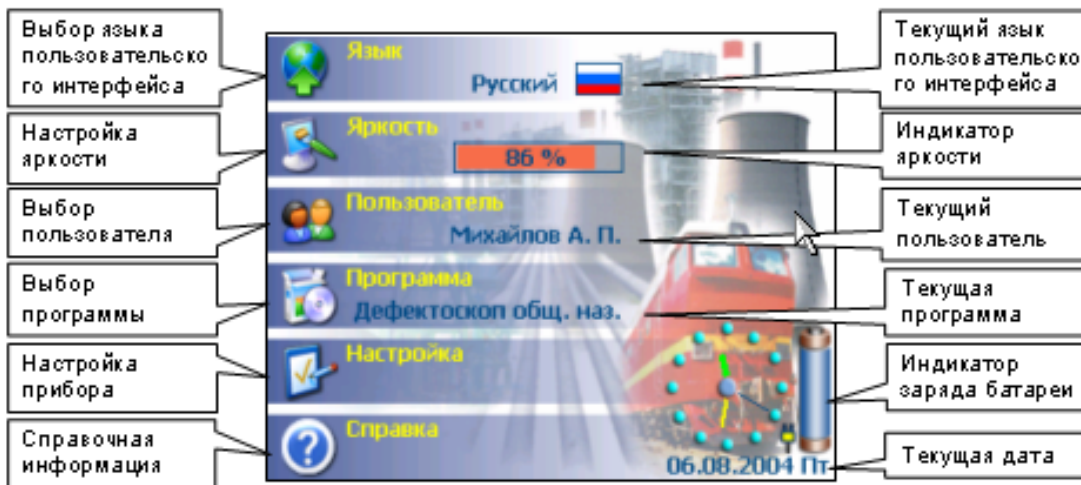 Выбор языка
пользовательско
го интерфейса
Настройка
яркости
Выбор
пользователя
Выбор
программы
Настройка
прибора
Справочная
информация
Язык
Русский
Яркость
86 %
Пользователь
Михайлов А. П.
Программа
Дефектоскоп общ. наз.
Настройка
Справка
06.08.2004 Пт
Текущий язык
пользовательско
го интерфейса
Индикатор
яркости
Текущий
пользователь
Текущая
программа
Индикатор
заряда батареи
Текущая дата